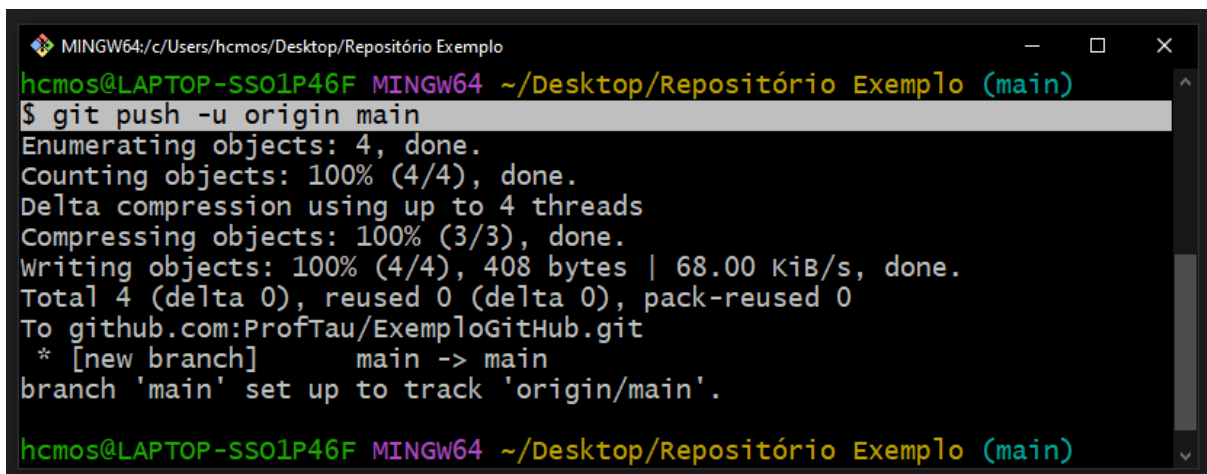 MINGW64:/c/Users/hcmos/Desktop/Repositório Exemplo
hcmos@LAPTOP-SSO1P46F MINGW64 ~/Desktop/Repositório Exemplo (main)
$ git push -u origin main
Enumerating objects: 4, done.
Counting objects: 100% (4/4), done.
Delta compression using up to 4 threads
Compressing objects: 100% (3/3), done.
Writing objects: 100% (4/4), 408 bytes | 68.00 KiB/s, done.
Total 4 (delta 0), reused 0 (delta 0), pack-reused 0
To github.com:ProfTau/ExemploGitHub.git
 * [new branch]      main -> main
branch 'main' set up to track 'origin/main'.
hcmos@LAPTOP-SSO1P46F MINGW64 ~/Desktop/Repositório Exemplo (main)